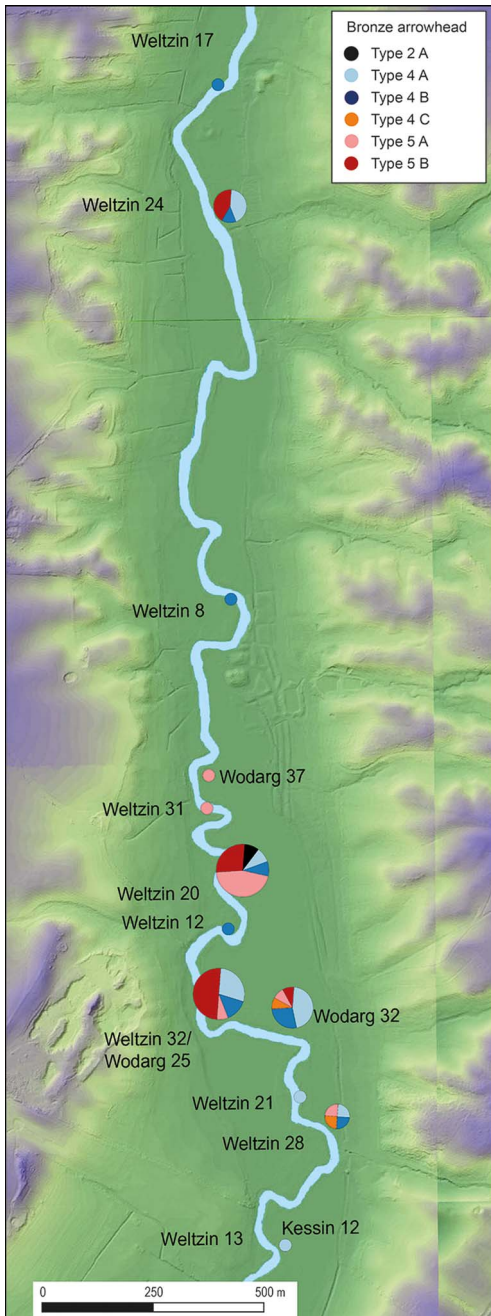 Weltzin 17
Bronze arrowhead
Type 2 A
Type 4 A
Type 4 B
Type 4 C
Type 5 A
Type 5 B
Weltzin 24
Weltzin 8
Wodarg 37
Weltzin 31
Weltzin 20
Weltzin 12
Wodarg 32
Weltzin 32/
Wodarg 25
Weltzin 21
Weltzin 28
Kessin 12
Weltzin 13
0 250 500 m